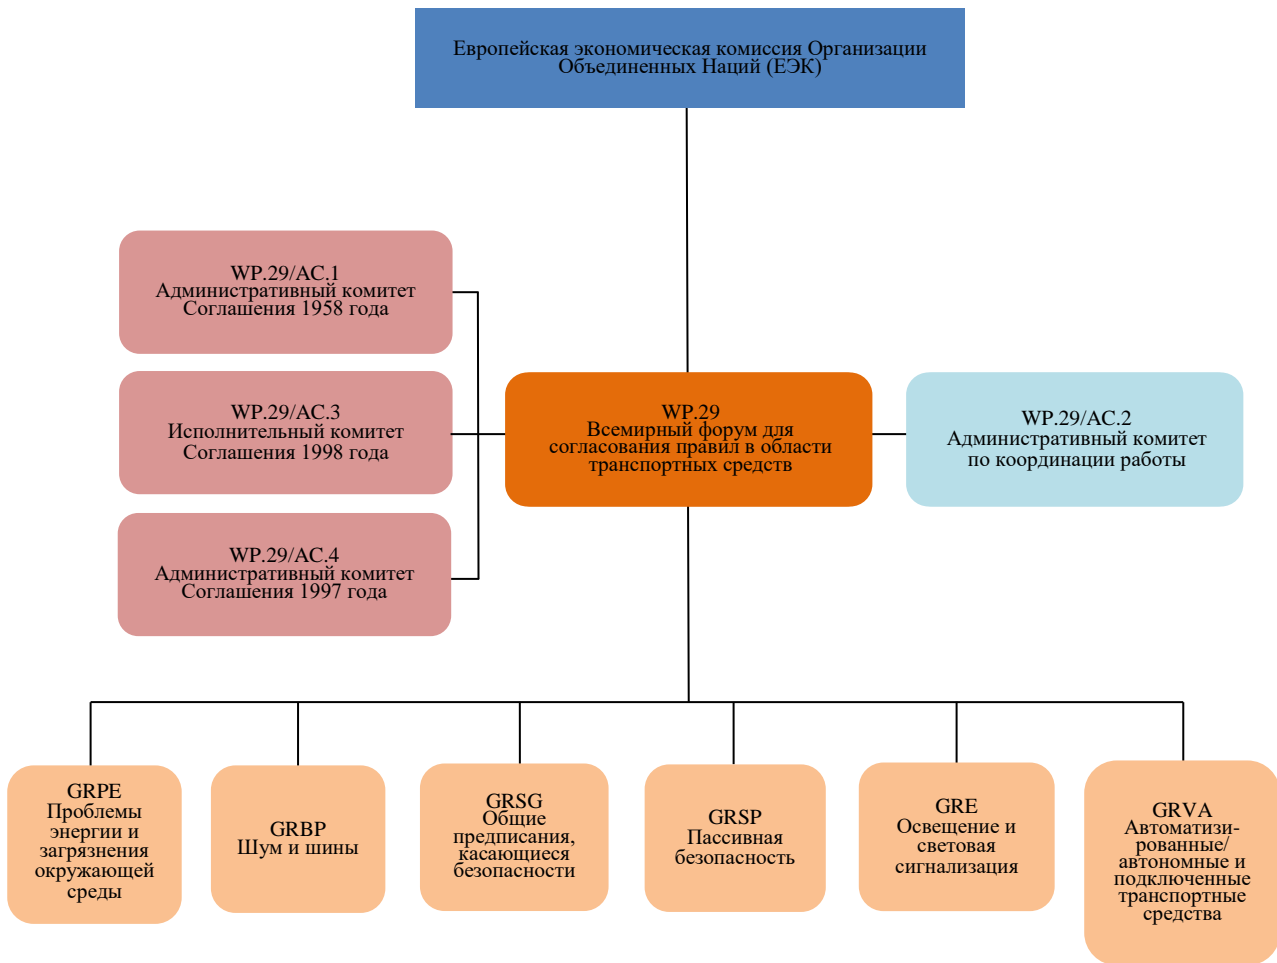 Европейская экономическая комиссия Организации
Объединенных Наций (ЕЭК)
WP.29/AC.1
Административный комитет
Соглашения 1958 года
WP.29/AC.3
Исполнительный комитет
Соглашения 1998 года
WP.29/AC.4
Административный комитет
Соглашения 1997 года
WP.29
Всемирный форум для
согласования правил в области
транспортных средств
WP.29/AC.2
Административный комитет
по координации работы
GRPE
Проблемы
энергии и
загрязнения
окружающей
среды
GRBP
Шум и шины
GRSG
Общие
предписания,
касающиеся
безопасности
GRSP
Пассивная
безопасность
GRE
Освещение и
световая
сигнализация
GRVA
Автоматизи-
рованные/
автономные и
подключенные
транспортные
средства